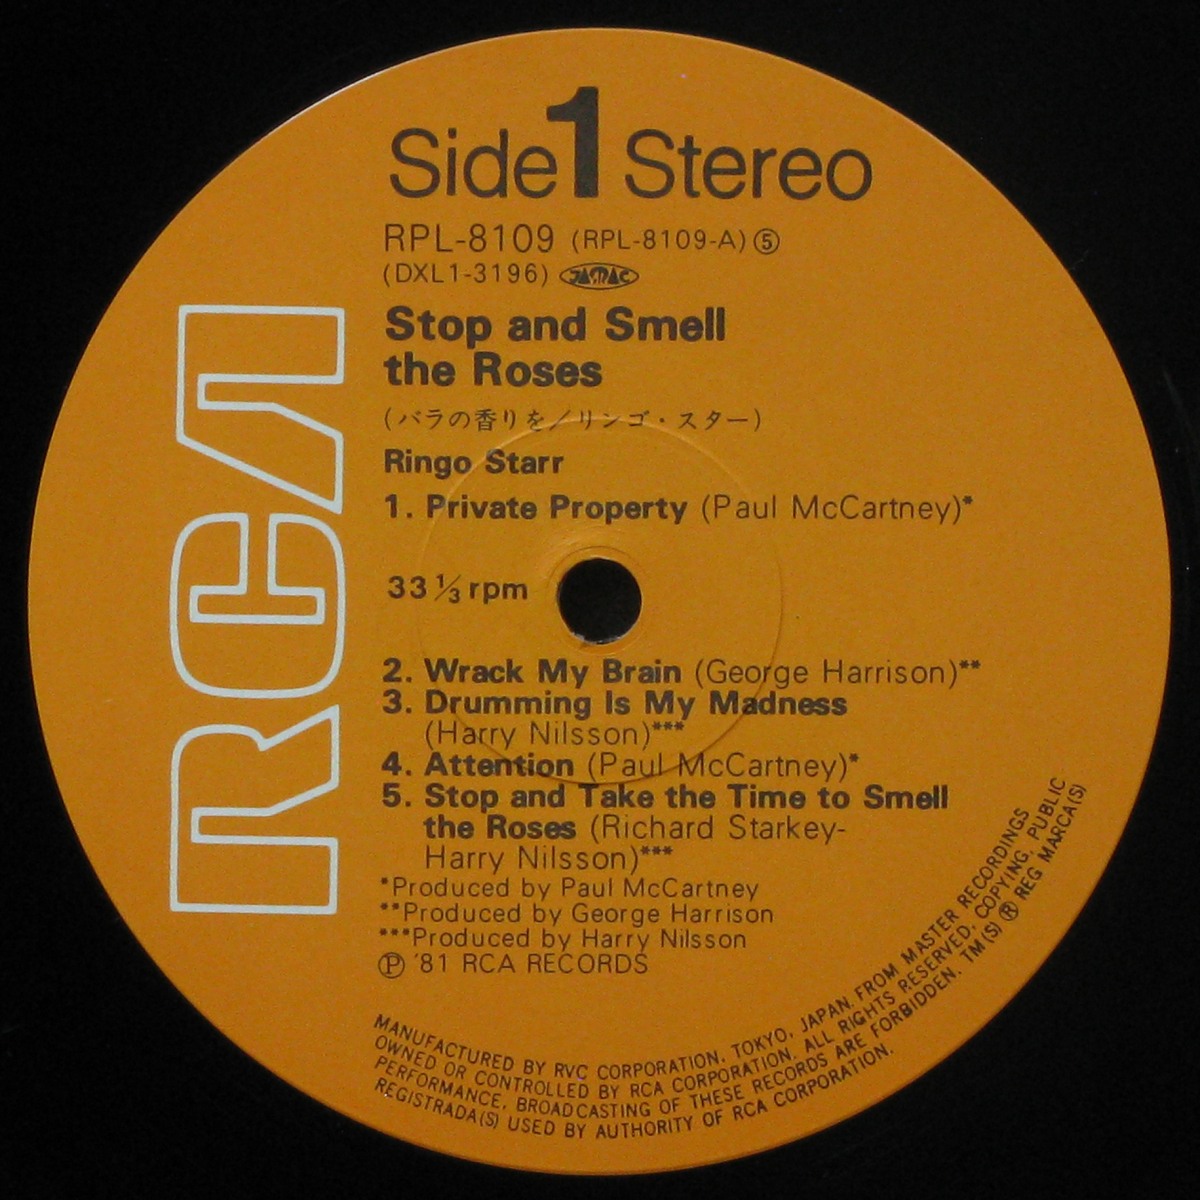 Side 1 Stereo
RPL-8109 (RPL-8109-A) ⑤
(DXL1-3196) JASRAC
Stop and Smell
the Roses
(バラの香りを/リンゴ・スター)
Ringo Starr
1. Private Property (Paul McCartney)*
33 1/3 rpm
2. Wrack My Brain (George Harrison)**
3. Drumming Is My Madness
(Harry Nilsson)***
4. Attention (Paul McCartney)*
5. Stop and Take the Time to Smell
the Roses (Richard Starkey-
Harry Nilsson)***
*Produced by Paul McCartney
**Produced by George Harrison
***Produced by Harry Nilsson
℗ '81 RCA RECORDS
RCA
MANUFACTURED BY RVC CORPORATION, TOKYO, JAPAN, FROM MASTER RECORDINGS
OWNED OR CONTROLLED BY RCA CORPORATION. ALL RIGHTS RESERVED, COPYING, PUBLIC
PERFORMANCE, BROADCASTING OF THESE RECORDS ARE FORBIDDEN. TM(S) ® REG MARCA(S)
REGISTRADA(S) USED BY AUTHORITY OF RCA CORPORATION.